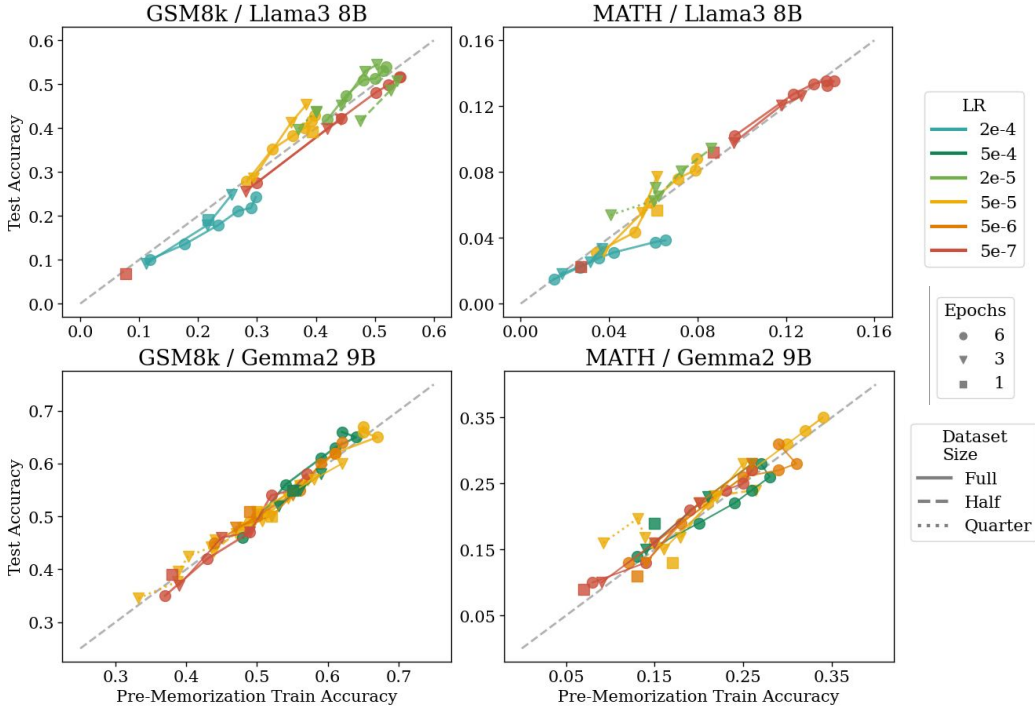 GSM8k / Llama3 8B
Test Accuracy
0.6
0.5
0.4
0.3
0.2
0.1
0.0
0.0 0.1 0.2 0.3 0.4 0.5 0.6
MATH / Llama3 8B
0.16
0.12
0.08
0.04
0.00
0.00 0.04 0.08 0.12 0.16
GSM8k / Gemma2 9B
Test Accuracy
0.7
0.6
0.5
0.4
0.3
0.3 0.4 0.5 0.6 0.7
Pre-Memorization Train Accuracy
MATH / Gemma2 9B
0.35
0.25
0.15
0.05
0.05 0.15 0.25 0.35
Pre-Memorization Train Accuracy
LR
2e-4
5e-4
2e-5
5e-5
5e-6
5e-7
Epochs
6
3
1
Dataset
Size
Full
Half
Quarter